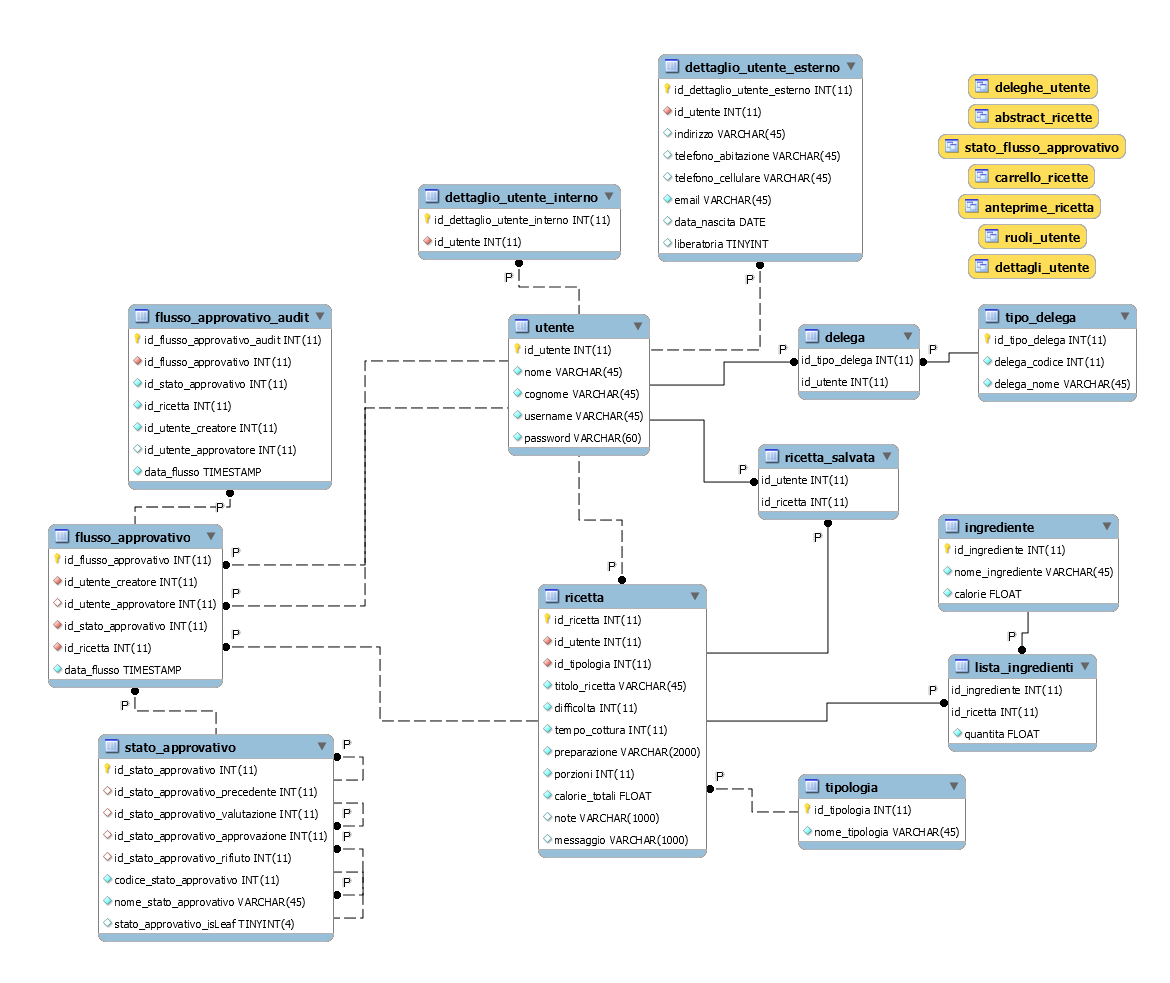 dettaglio_utente_esterno
id_dettaglio_utente_esterno INT(11)
id_utente INT(11)
indirizzo VARCHAR(45)
telefono_abitazione VARCHAR(45)
telefono_cellulare VARCHAR(45)
email VARCHAR(45)
data_nascita DATE
liberatoria TINYINT
P
deleghe_utente
abstract_ricette
stato_flusso_approvativo
carrello_ricette
anteprime_ricetta
ruoli_utente
dettagli_utente
dettaglio_utente_interno
id_dettaglio_utente_interno INT(11)
id_utente INT(11)
P
flusso_approvativo_audit
id_flusso_approvativo_audit INT(11)
id_flusso_approvativo INT(11)
id_stato_approvativo INT(11)
id_ricetta INT(11)
id_utente_creatore INT(11)
id_utente_approvatore INT(11)
data_flusso TIMESTAMP
P
utente
id_utente INT(11)
nome VARCHAR(45)
cognome VARCHAR(45)
username VARCHAR(45)
password VARCHAR(60)
delega
id_tipo_delega INT(11)
id_utente INT(11)
P
P
tipo_delega
id_tipo_delega INT(11)
delega_codice INT(11)
delega_nome VARCHAR(45)
ricetta_salvata
id_utente INT(11)
id_ricetta INT(11)
P
P
flusso_approvativo
id_flusso_approvativo INT(11)
id_utente_creatore INT(11)
id_utente_approvatore INT(11)
id_stato_approvativo INT(11)
id_ricetta INT(11)
data_flusso TIMESTAMP
P
P
P
P
ricetta
id_ricetta INT(11)
id_utente INT(11)
id_tipologia INT(11)
titolo_ricetta VARCHAR(45)
difficolta INT(11)
tempo_cottura INT(11)
preparazione VARCHAR(2000)
porzioni INT(11)
calorie_totali FLOAT
note VARCHAR(1000)
messaggio VARCHAR(1000)
P
P
ingrediente
id_ingrediente INT(11)
nome_ingrediente VARCHAR(45)
calorie FLOAT
P
lista_ingredienti
id_ingrediente INT(11)
id_ricetta INT(11)
quantita FLOAT
P
stato_approvativo
id_stato_approvativo INT(11)
id_stato_approvativo_precedente INT(11)
id_stato_approvativo_valutazione INT(11)
id_stato_approvativo_approvazione INT(11)
id_stato_approvativo_rifiuto INT(11)
codice_stato_approvativo INT(11)
nome_stato_approvativo VARCHAR(45)
stato_approvativo_isLeaf TINYINT(4)
P
P
P
P
tipologia
id_tipologia INT(11)
nome_tipologia VARCHAR(45)